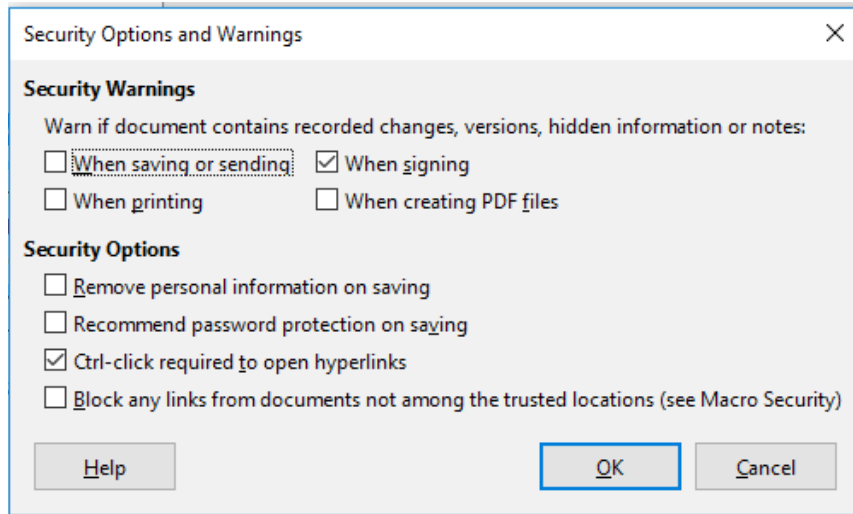 Security Options and Warnings
Security Warnings
Warn if document contains recorded changes, versions, hidden information or notes:
When saving or sending When signing
When printing When creating PDF files
Security Options
Remove personal information on saving
Recommend password protection on saving
Ctrl-click required to open hyperlinks
Block any links from documents not among the trusted locations (see Macro Security)
Help OK Cancel